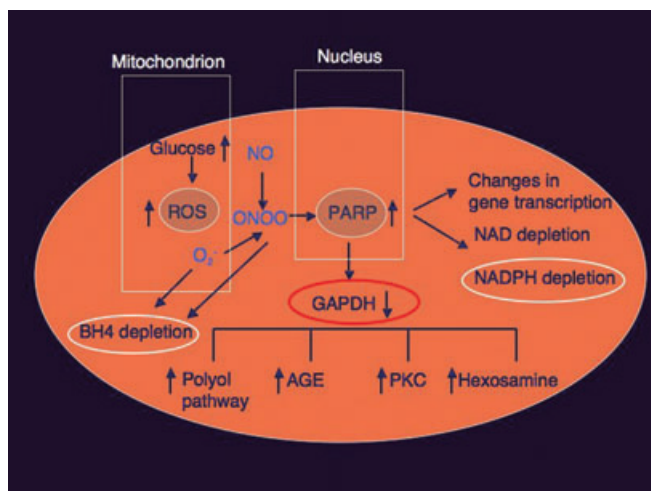 Mitochondrion
Nucleus
Glucose
NO
ROS
ONOO
PARP
Changes in
gene transcription
O₂⁻
NAD depletion
NADPH depletion
GAPDH
BH4 depletion
Polyol
pathway
AGE
PKC
Hexosamine